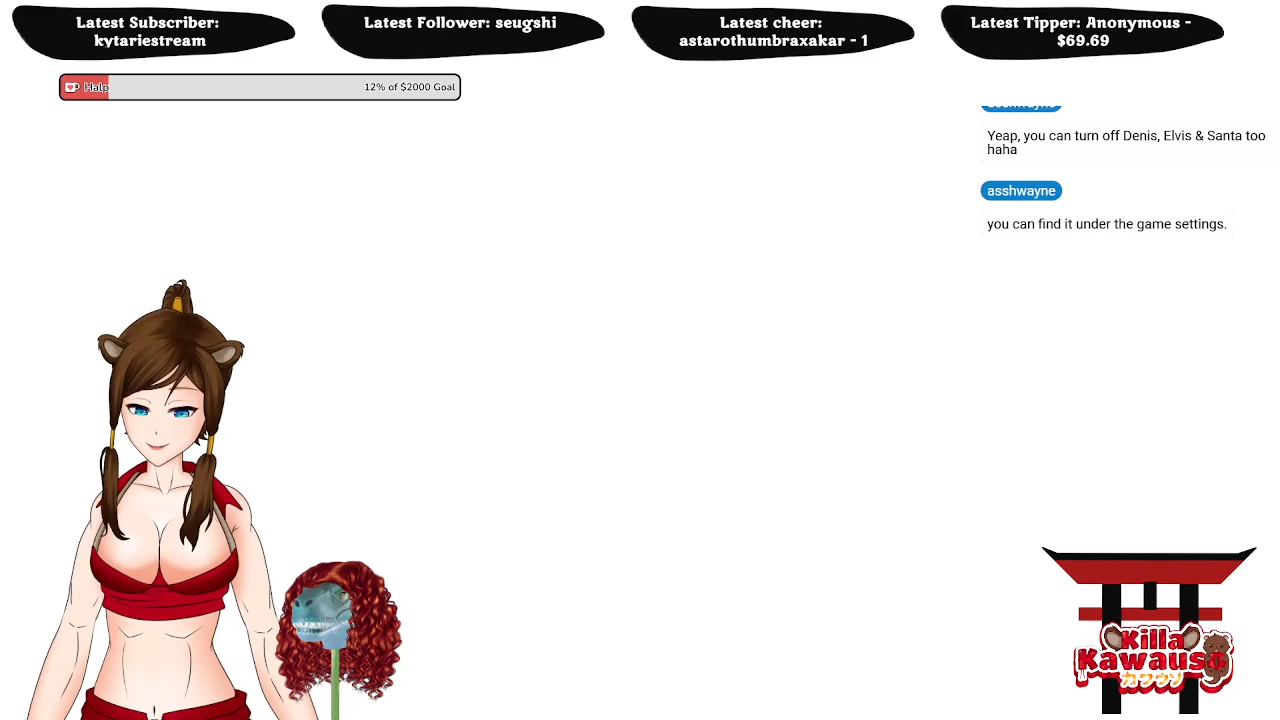 Latest Subscriber:
kytariestream
Latest Follower: seugshi
Latest cheer:
astarothumbraxakar - 1
Latest Tipper: Anonymous -
$69.69
Halo
12% of $2000 Goal
Yeap, you can turn off Denis, Elvis & Santa too
haha
asshwayne
you can find it under the game settings.
Killa
Kawauso
カワウソ